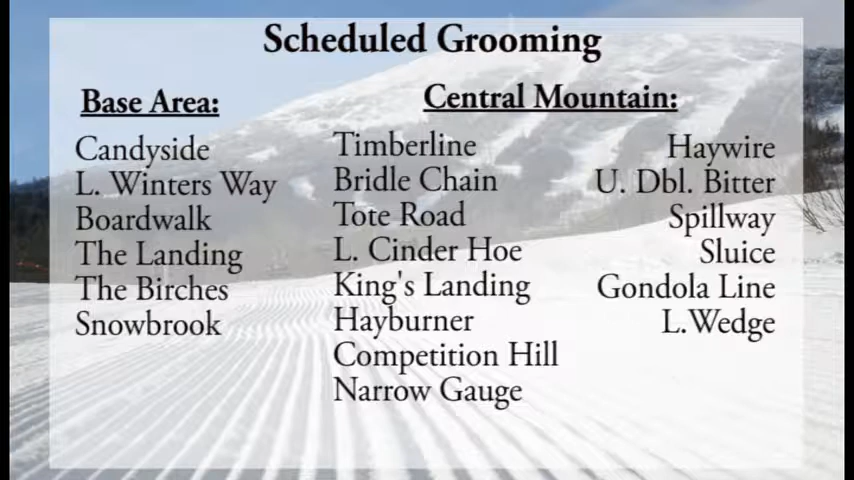 Scheduled Grooming
Base Area:
Candyside
L. Winters Way
Boardwalk
The Landing
The Birches
Snowbrook
Central Mountain:
Timberline
Bridle Chain
Tote Road
L. Cinder Hoe
King's Landing
Hayburner
Competition Hill
Narrow Gauge
Haywire
U. Dbl. Bitter
Spillway
Sluice
Gondola Line
L.Wedge